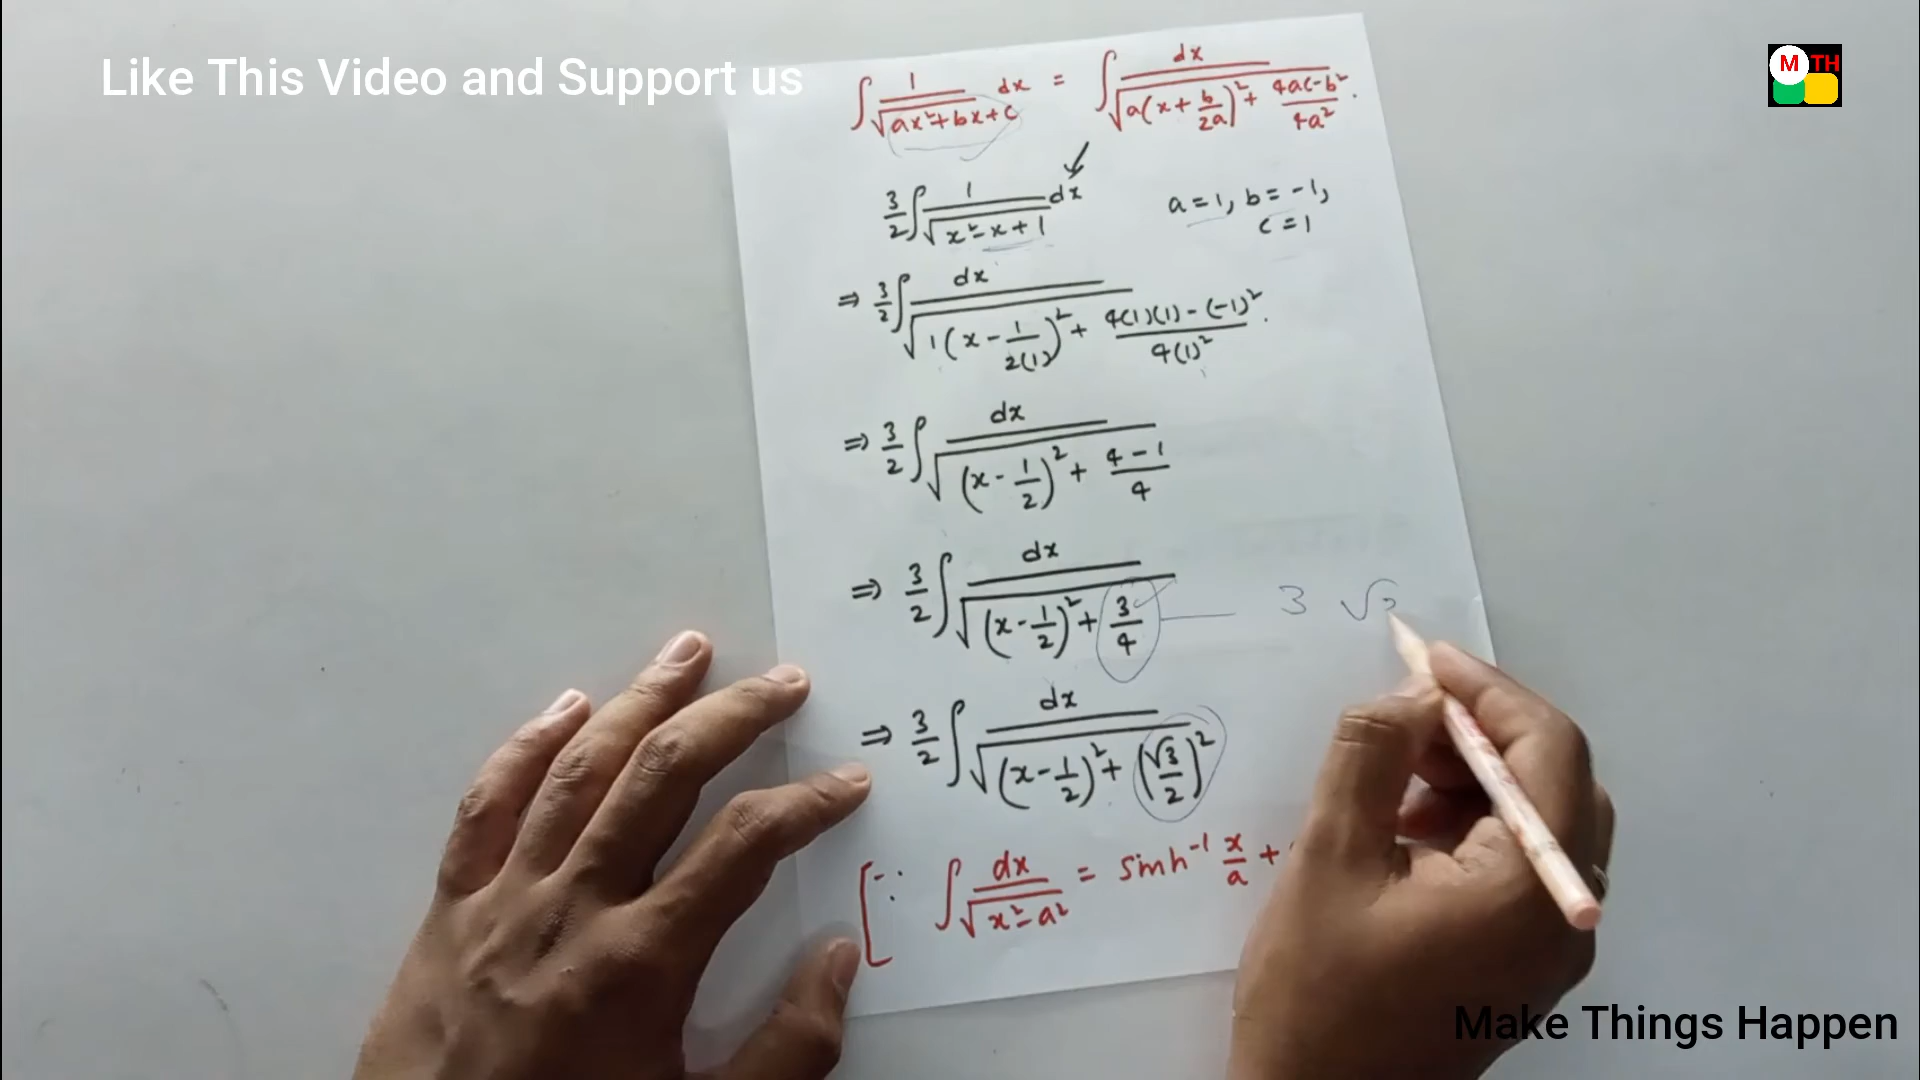 Like This Video and Support us
M TH
∫ 1/√(ax²+bx+c) dx = ∫ dx/√(a(x+b/2a)²+(4ac-b²)/4a²).
3/2 ∫ 1/√(x²-x+1) dx a=1, b=-1,
c=1
⇒ 3/2 ∫ dx/√(1(x-1/2(1))²+(4(1)(1)-(-1)²)/4(1)²).
⇒ 3/2 ∫ dx/√((x-1/2)²+(4-1)/4)
⇒ 3/2 ∫ dx/√((x-1/2)²+3/4) 3 √
⇒ 3/2 ∫ dx/√((x-1/2)²+(√3/2)²)
[∵ ∫ dx/√(x²-a²) = sinh⁻¹ x/a +
Make Things Happen